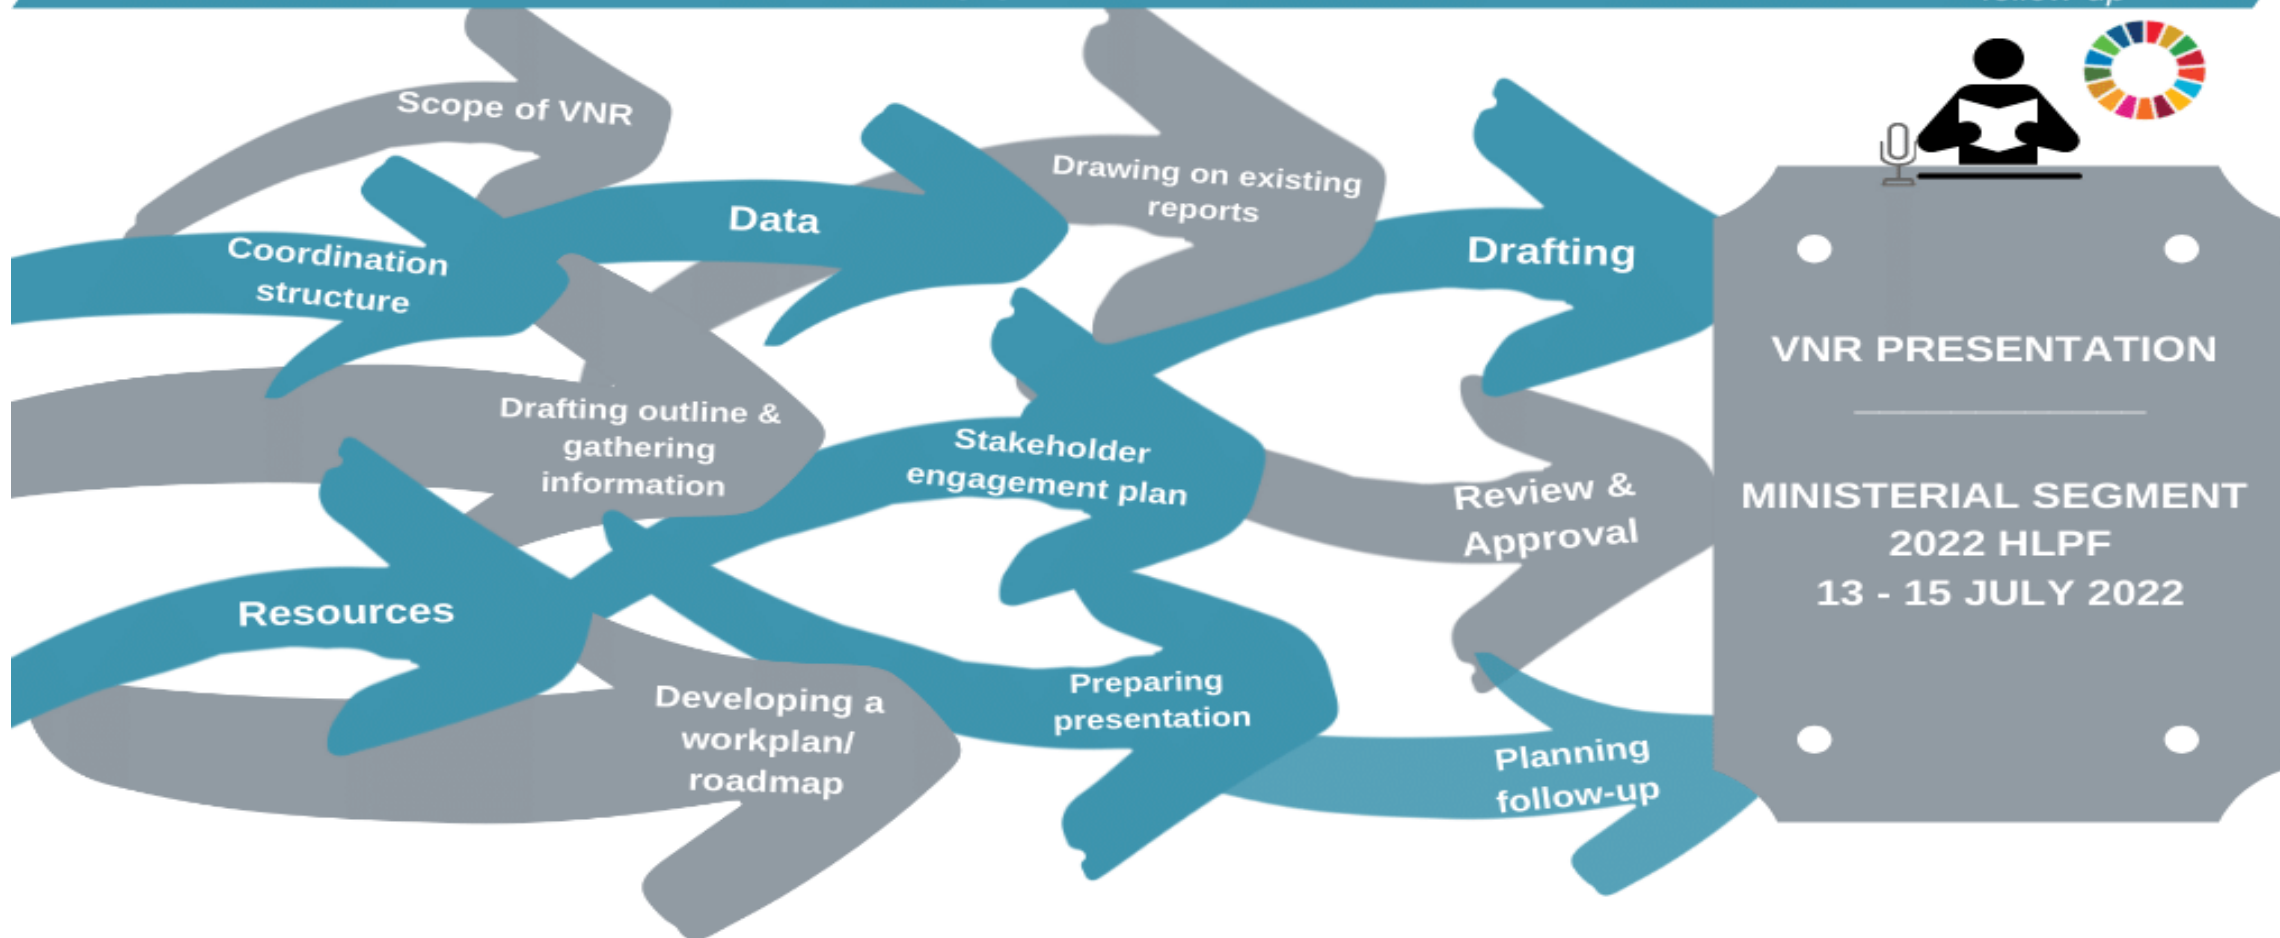 follow-up
Scope of VNR
Coordination
structure
Data
Drawing on existing
reports
Drafting
Drafting outline &
gathering
information
Stakeholder
engagement plan
Review &
Approval
Resources
Developing a
workplan/
roadmap
Preparing
presentation
Planning
follow-up
VNR PRESENTATION
MINISTERIAL SEGMENT
2022 HLPF
13 - 15 JULY 2022